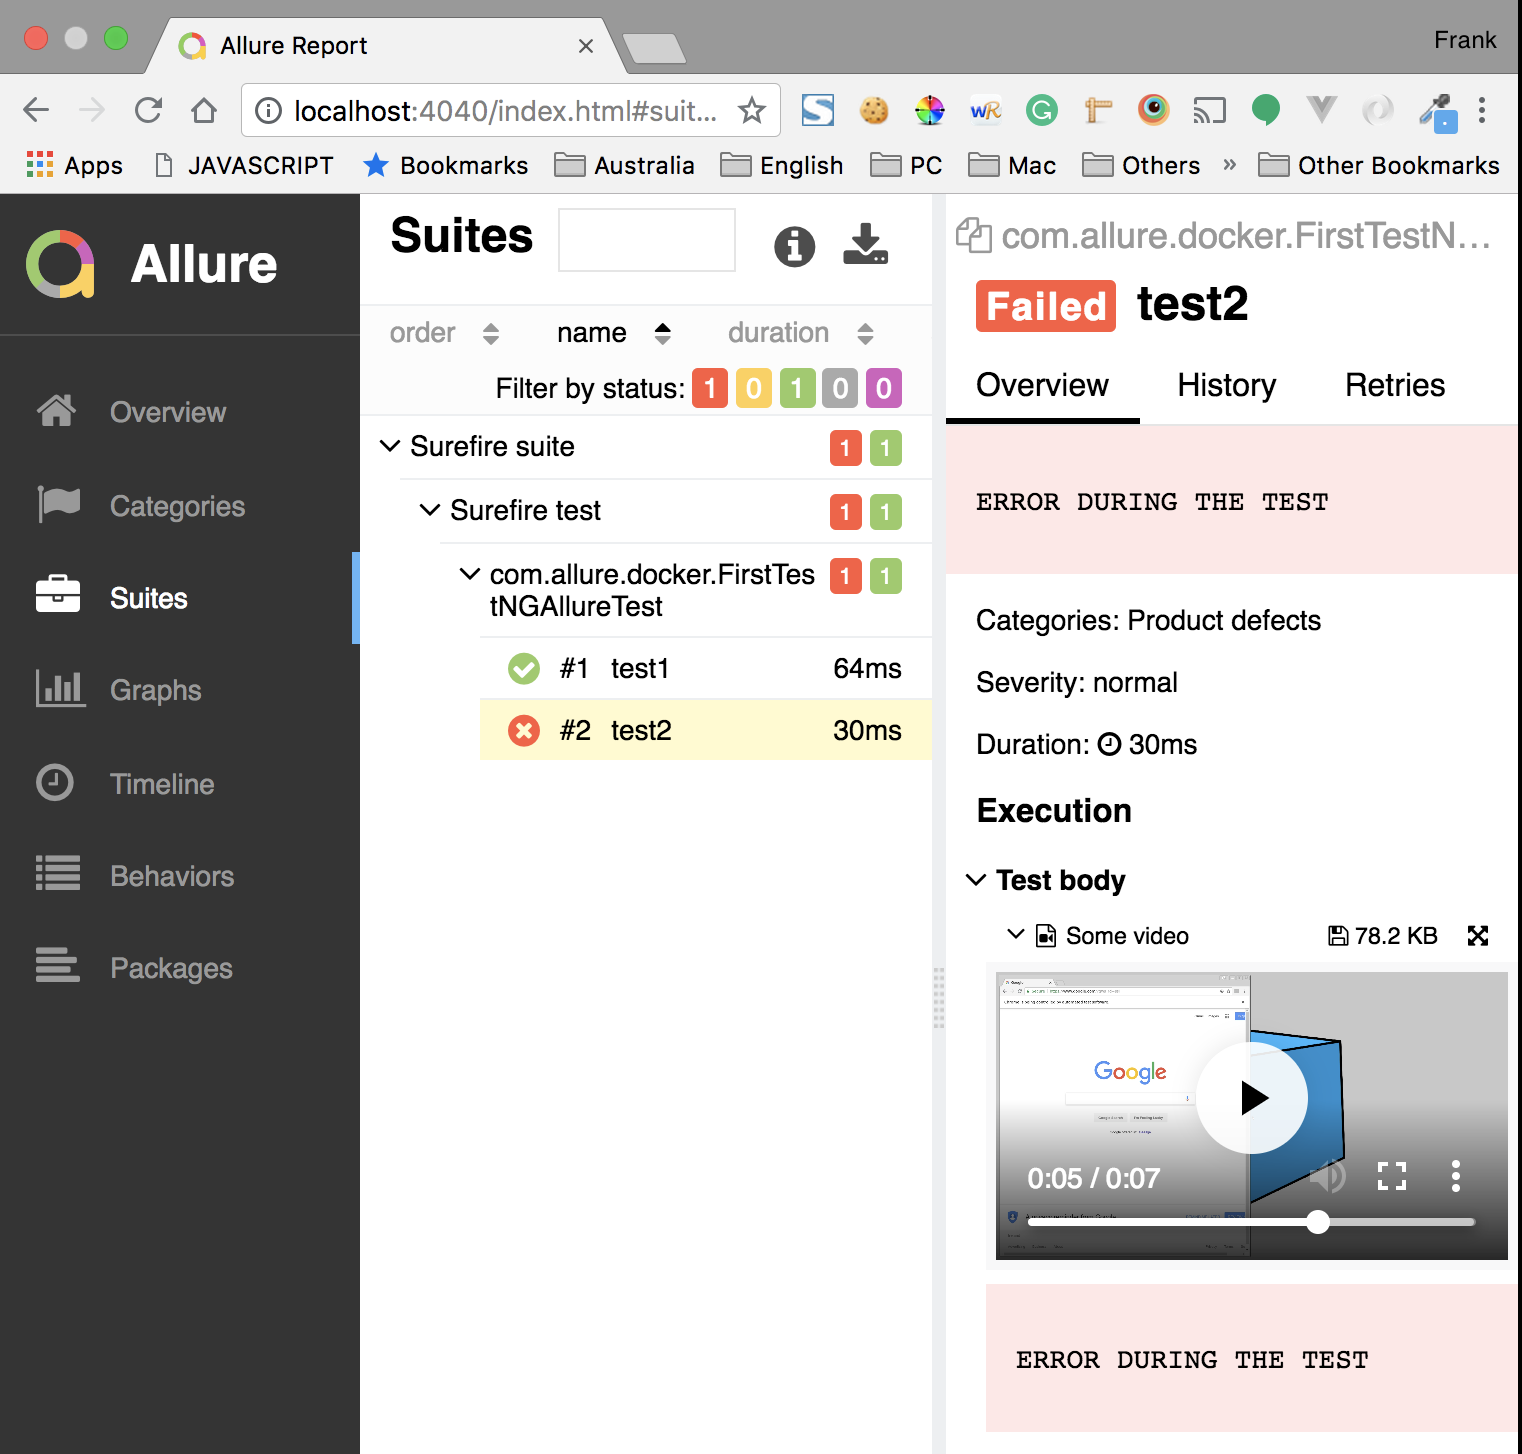 Allure Report
Frank
localhost:4040/index.html#suit...
Apps
JAVASCRIPT
Bookmarks
Australia
English
PC
Mac
Others
»
Other Bookmarks
Allure
Overview
Categories
Suites
Graphs
Timeline
Behaviors
Packages
Suites
order
name
duration
Filter by status: 1 0 1 0 0
Surefire suite 1 1
Surefire test 1 1
com.allure.docker.FirstTes 1 1
tNGAllureTest
#1 test1 64ms
#2 test2 30ms
com.allure.docker.FirstTestN...
Failed test2
Overview History Retries
ERROR DURING THE TEST
Categories: Product defects
Severity: normal
Duration: 30ms
Execution
Test body
Some video 78.2 KB
Google
0:05 / 0:07
ERROR DURING THE TEST